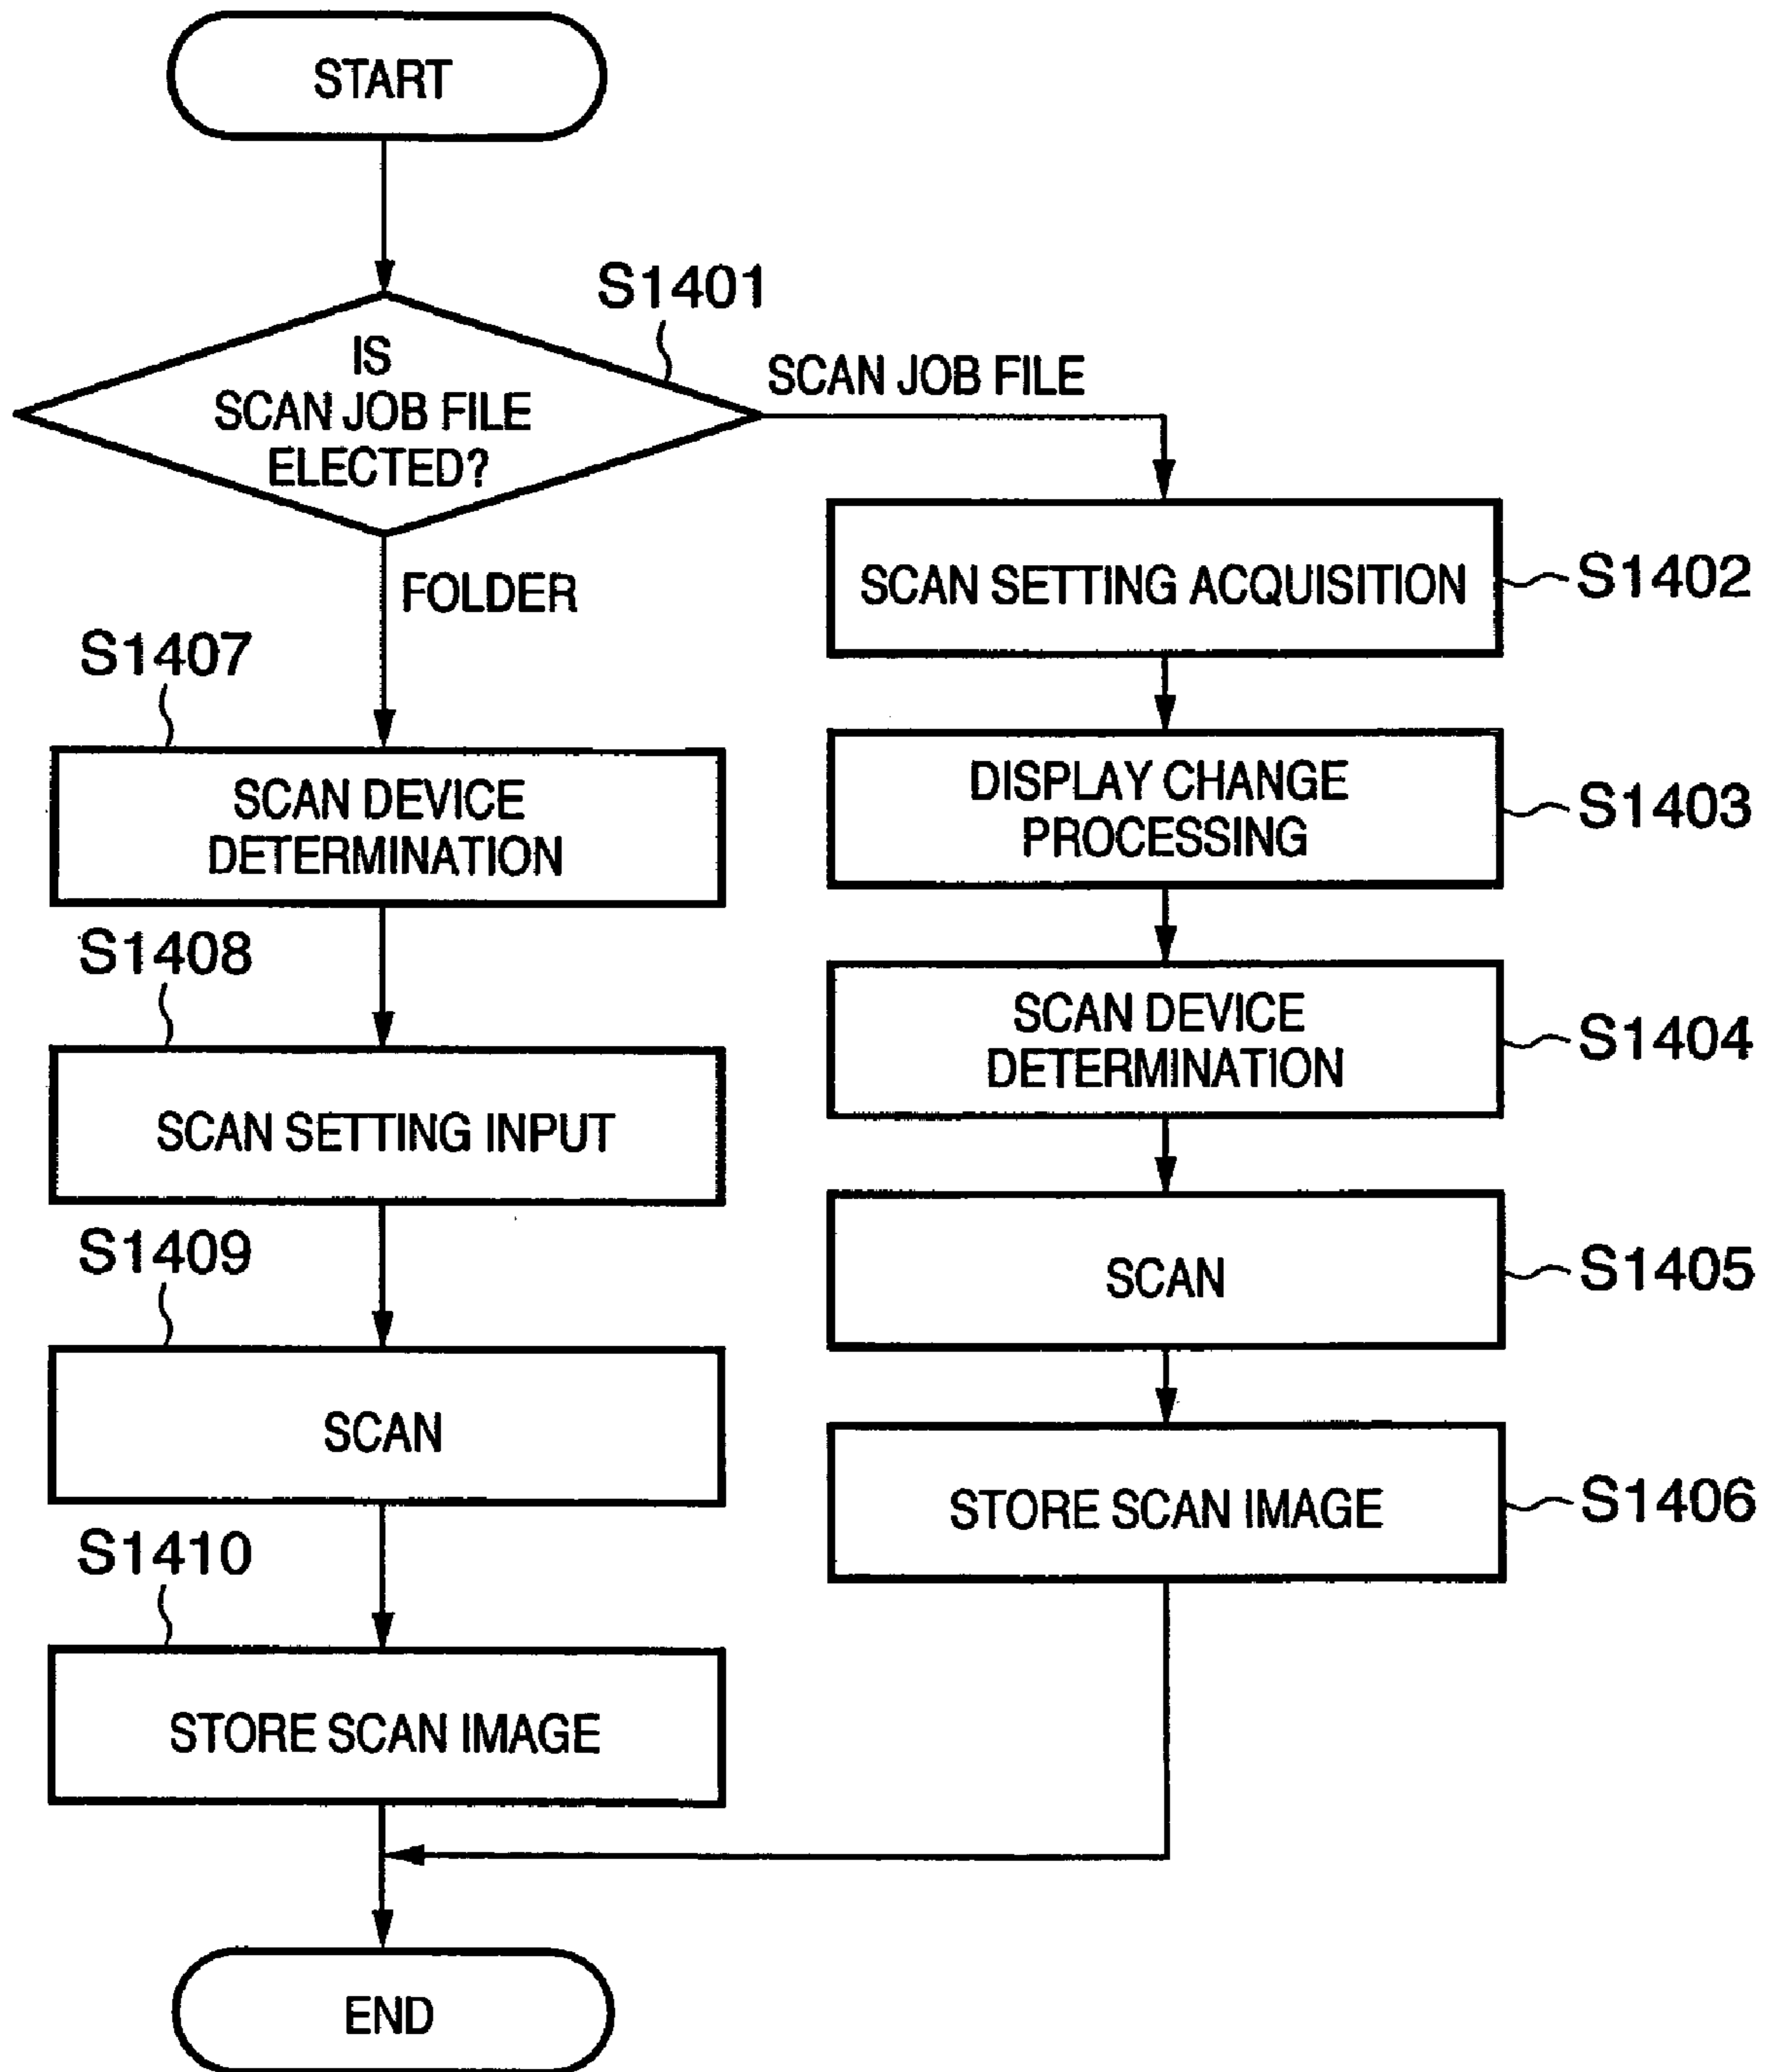 START
S1401
IS
SCAN JOB FILE
ELECTED?
SCAN JOB FILE
FOLDER
SCAN SETTING ACQUISITION
S1402
DISPLAY CHANGE
PROCESSING
S1403
SCAN DEVICE
DETERMINATION
S1404
SCAN
S1405
STORE SCAN IMAGE
S1406
S1407
SCAN DEVICE
DETERMINATION
S1408
SCAN SETTING INPUT
S1409
SCAN
S1410
STORE SCAN IMAGE
END